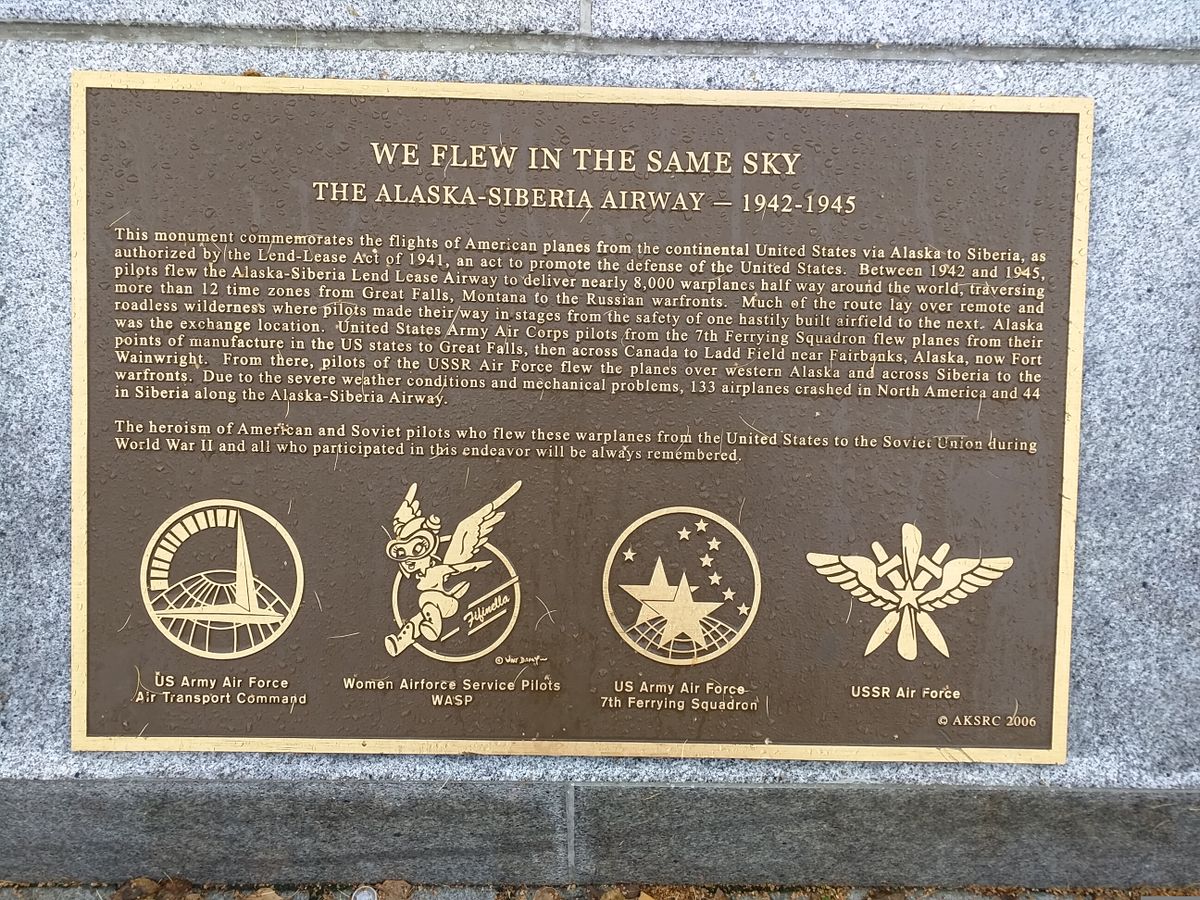 WE FLEW IN THE SAME SKY
THE ALASKA-SIBERIA AIRWAY — 1942-1945
This monument commemorates the flights of American planes from the continental United States via Alaska to Siberia, as
authorized by the Lend-Lease Act of 1941, an act to promote the defense of the United States. Between 1942 and 1945,
pilots flew the Alaska-Siberia Lend Lease Airway to deliver nearly 8,000 warplanes half way around the world, traversing
more than 12 time zones from Great Falls, Montana to the Russian warfronts. Much of the route lay over remote and
roadless wilderness where pilots made their way in stages from the safety of one hastily built airfield to the next. Alaska
was the exchange location. United States Army Air Corps pilots from the 7th Ferrying Squadron flew planes from their
points of manufacture in the US states to Great Falls, then across Canada to Ladd Field near Fairbanks, Alaska, now Fort
Wainwright. From there, pilots of the USSR Air Force flew the planes over western Alaska and across Siberia to the
warfronts. Due to the severe weather conditions and mechanical problems, 133 airplanes crashed in North America and 44
in Siberia along the Alaska-Siberia Airway.
The heroism of American and Soviet pilots who flew these warplanes from the United States to the Soviet Union during
World War II and all who participated in this endeavor will be always remembered.
Fifinella
© Walt Disney
US Army Air Force
Air Transport Command
Women Airforce Service Pilots
WASP
US Army Air Force
7th Ferrying Squadron
USSR Air Force
© AKSRC 2006